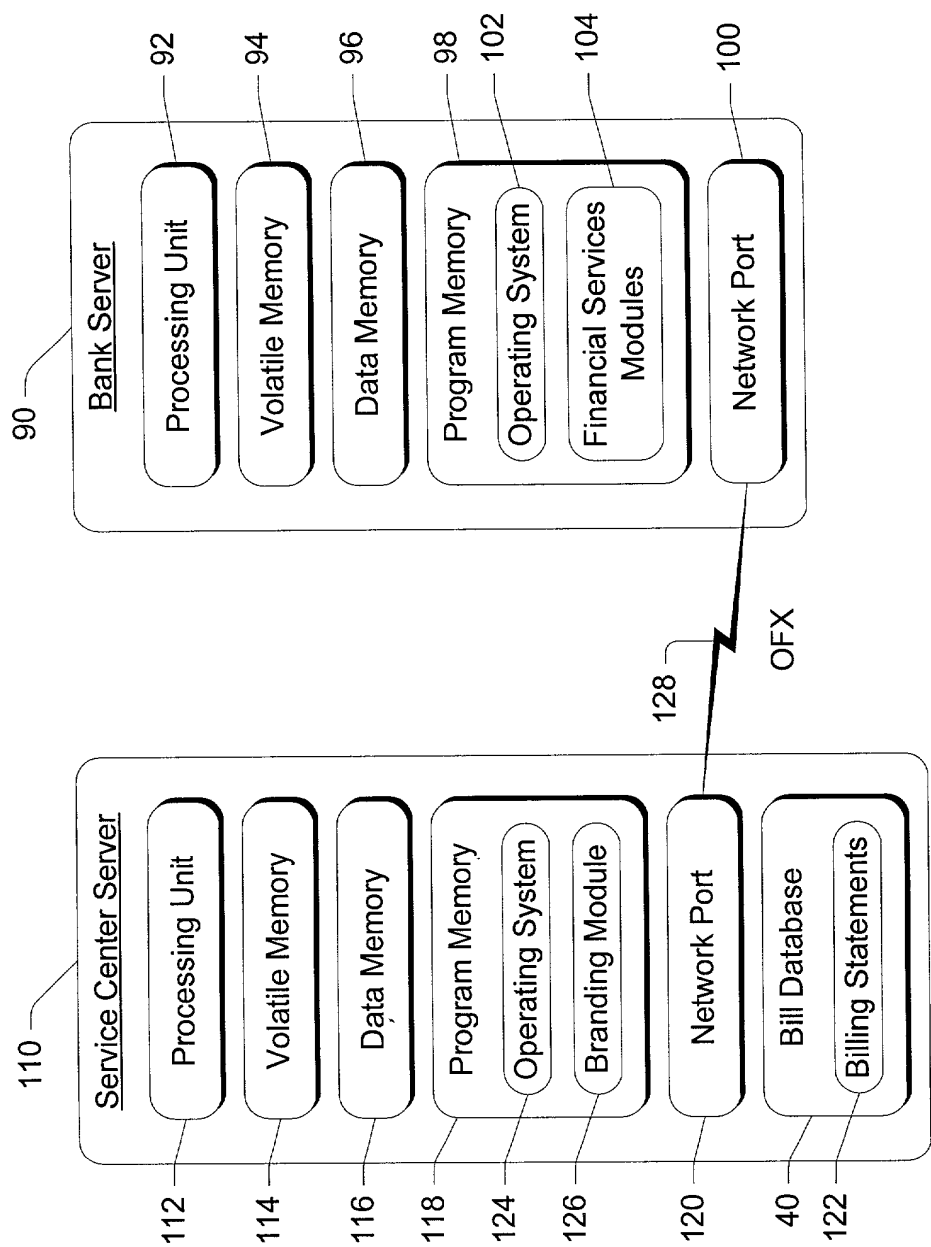 110
Service Center Server
112
Processing Unit
114
Volatile Memory
116
Data Memory
118
Program Memory
124
Operating System
126
Branding Module
120
Network Port
40
Bill Database
122
Billing Statements
128
OFX
90
Bank Server
Processing Unit
92
Volatile Memory
94
Data Memory
96
Program Memory
98
Operating System
102
Financial Services
Modules
104
Network Port
100